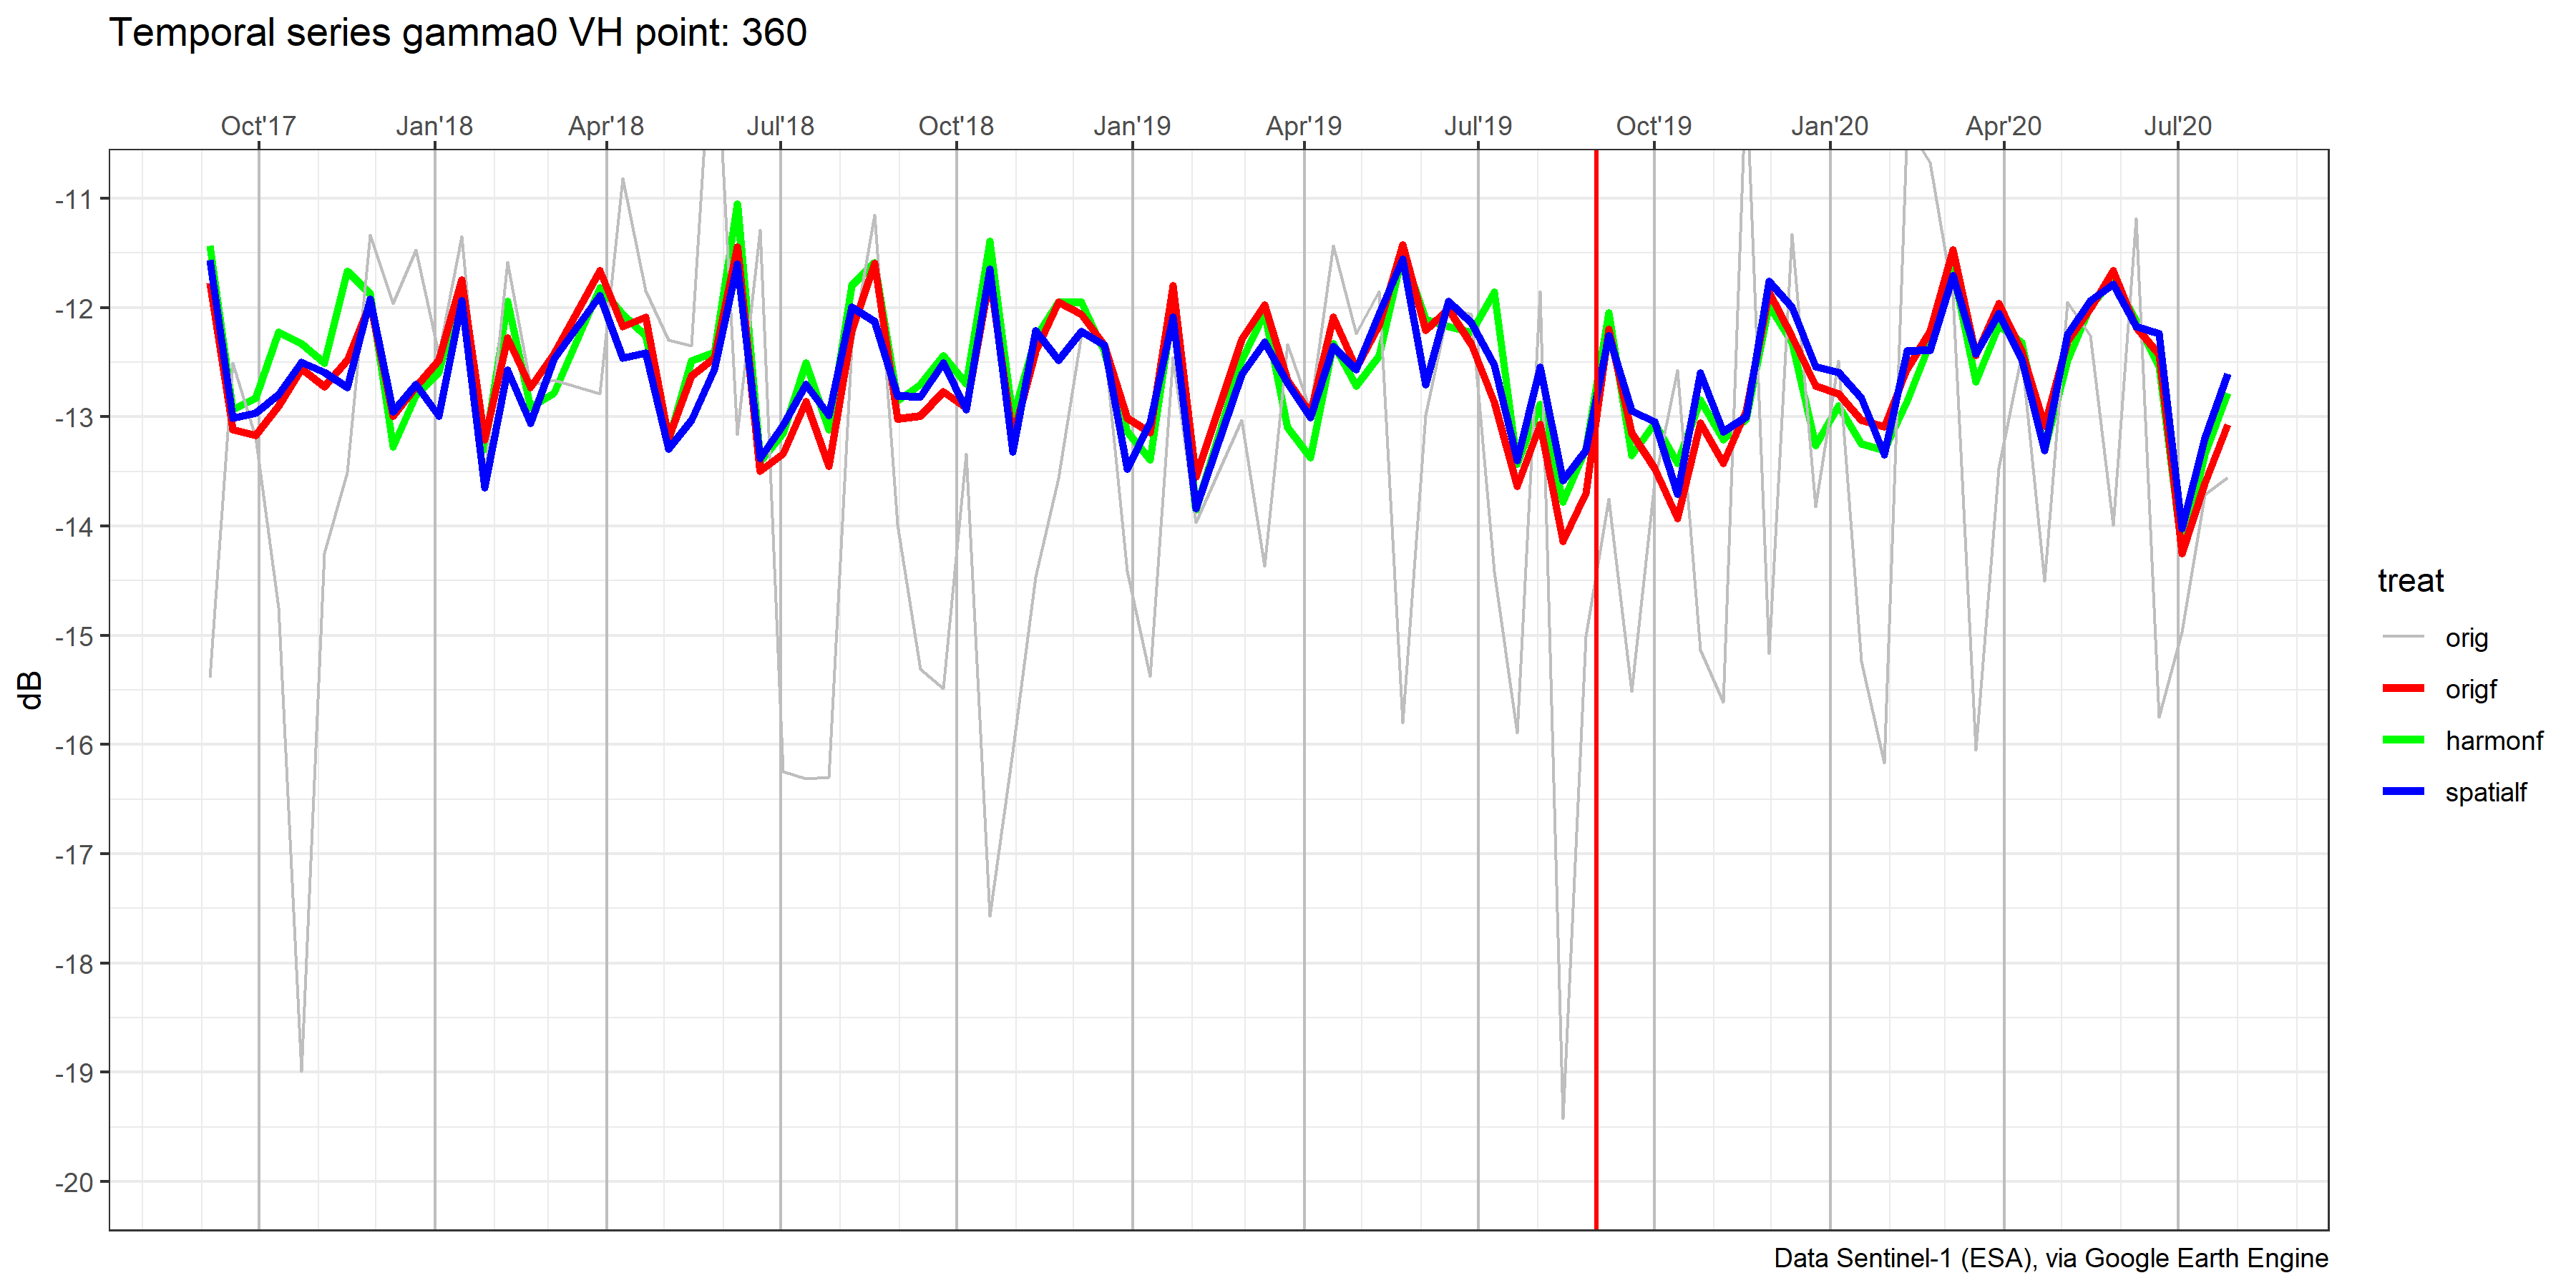 Temporal series gamma0 VH point: 360
Oct'17 Jan'18 Apr'18 Jul'18 Oct'18 Jan'19 Apr'19 Jul'19 Oct'19 Jan'20 Apr'20 Jul'20
-11
-12
-13
-14
-15
-16
-17
-18
-19
-20
dB
treat
orig
origf
harmonf
spatialf
Data Sentinel-1 (ESA), via Google Earth Engine